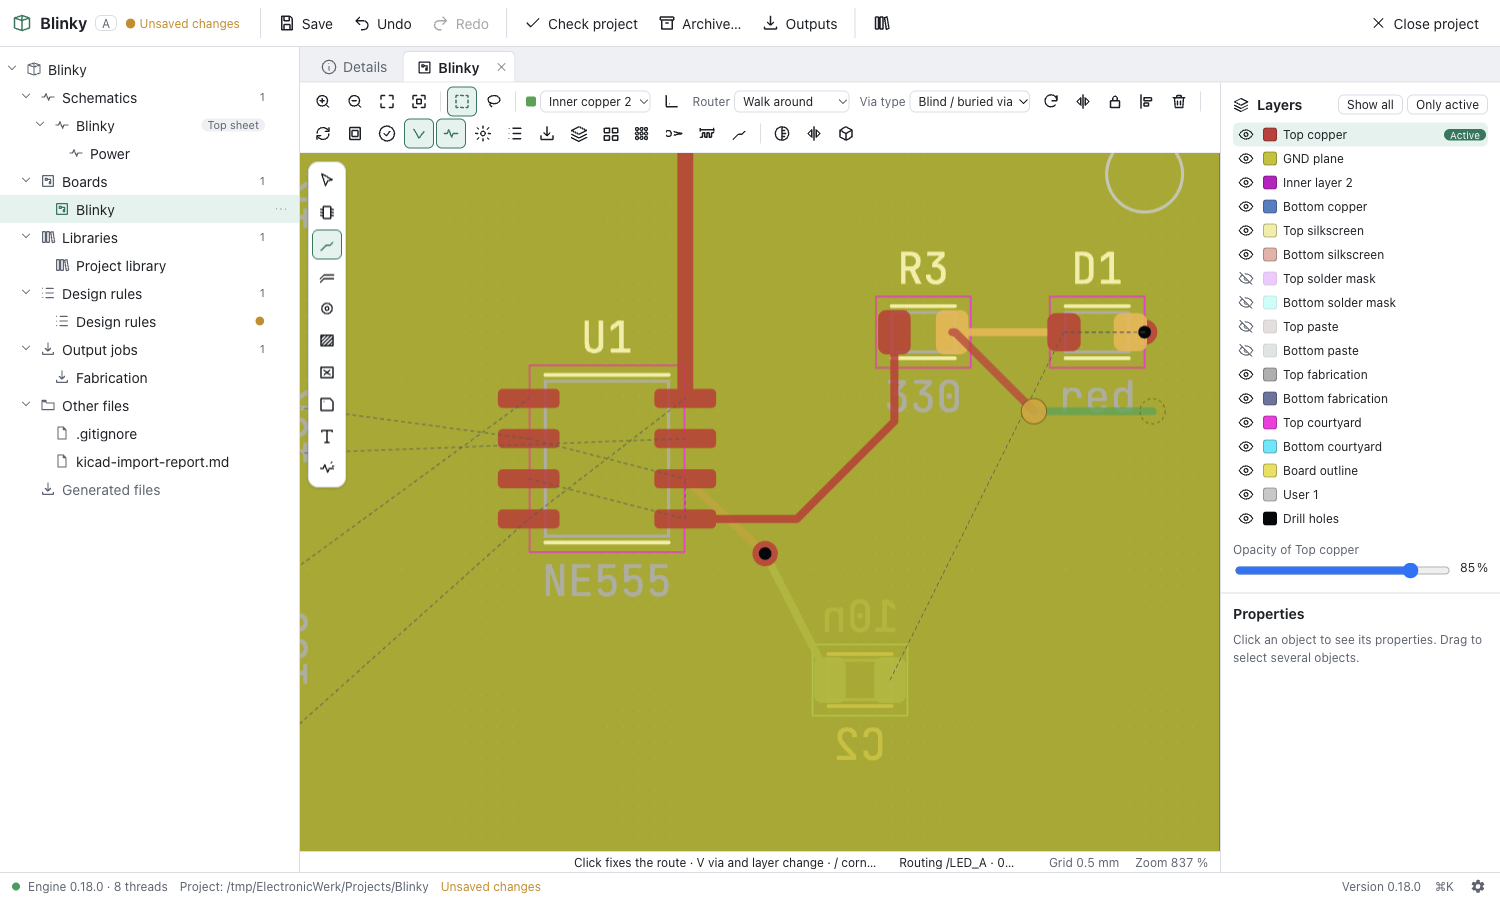 Blinky A Unsaved changes Save Undo Redo Check project Archive... Outputs Close project
Blinky
Schematics 1
Blinky Top sheet
Power
Boards 1
Blinky ...
Libraries 1
Project library
Design rules 1
Design rules
Output jobs 1
Fabrication
Other files
.gitignore
kicad-import-report.md
Generated files
Details Blinky
Inner copper 2 Router Walk around Via type Blind / buried via
U1
NE555
R3
330
D1
red
10n
C2
Click fixes the route · V via and layer change · / corn... Routing /LED_A · 0... Grid 0.5 mm Zoom 837 %
Layers Show all Only active
Top copper Active
GND plane
Inner layer 2
Bottom copper
Top silkscreen
Bottom silkscreen
Top solder mask
Bottom solder mask
Top paste
Bottom paste
Top fabrication
Bottom fabrication
Top courtyard
Bottom courtyard
Board outline
User 1
Drill holes
Opacity of Top copper
85 %
Properties
Click an object to see its properties. Drag to
select several objects.
Engine 0.18.0 · 8 threads Project: /tmp/ElectronicWerk/Projects/Blinky Unsaved changes Version 0.18.0 ⌘K